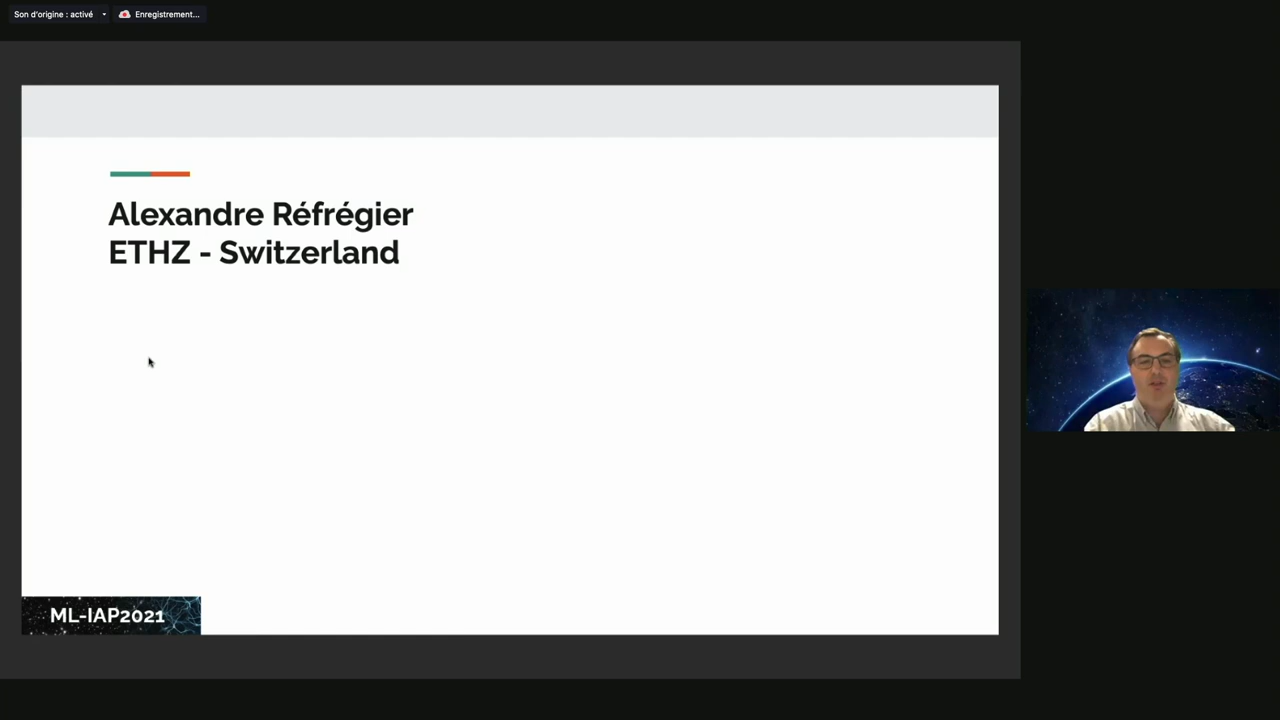 Son d'origine : activé
Enregistrement...
Alexandre Réfrégier
ETHZ - Switzerland
ML-IAP2021